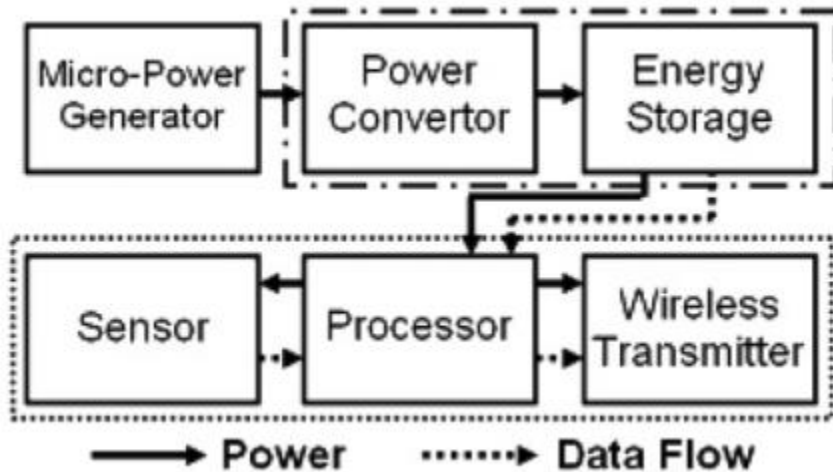 Micro-Power
Generator
Power
Convertor
Energy
Storage
Sensor
Processor
Wireless
Transmitter
Power
Data Flow